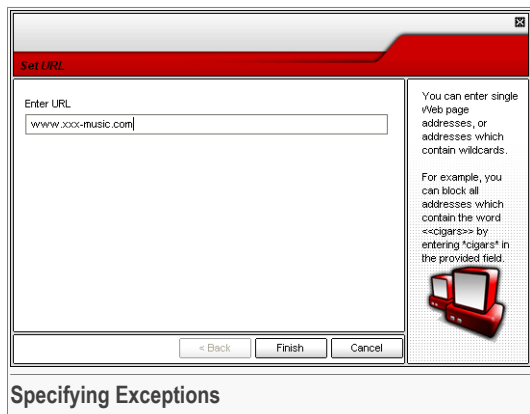 Set URL
Enter URL
www.xxx-music.com
You can enter single
Web page
addresses, or
addresses which
contain wildcards.
For example, you
can block all
addresses which
contain the word
<<cigars>> by
entering *cigars* in
the provided field.
< Back
Finish
Cancel
Specifying Exceptions